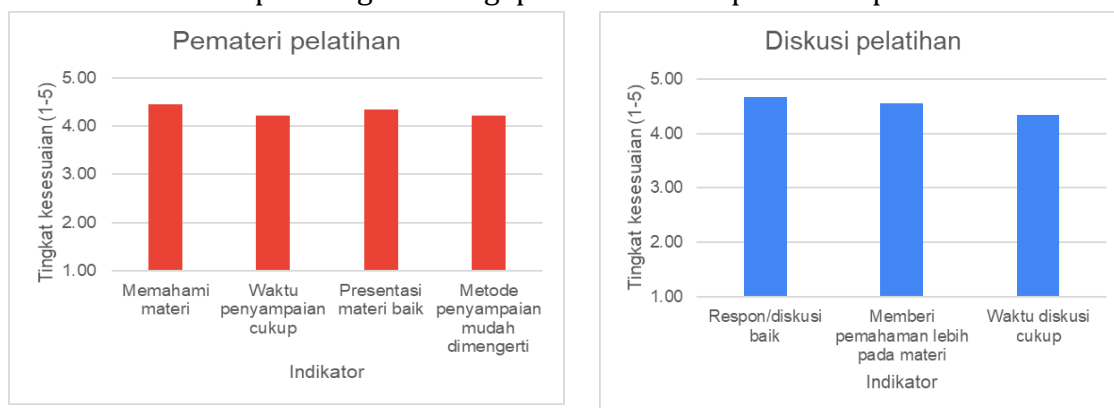 Pemateri pelatihan
Tingkat kesesuaian (1-5)
5.00
4.00
3.00
2.00
1.00
Memahami
materi
Waktu
penyampaian
cukup
Presentasi
materi baik
Metode
penyampaian
mudah
dimengerti
Indikator
Diskusi pelatihan
Tingkat kesesuaian (1-5)
5.00
4.00
3.00
2.00
1.00
Respon/diskusi
baik
Memberi
pemahaman lebih
pada materi
Waktu diskusi
cukup
Indikator